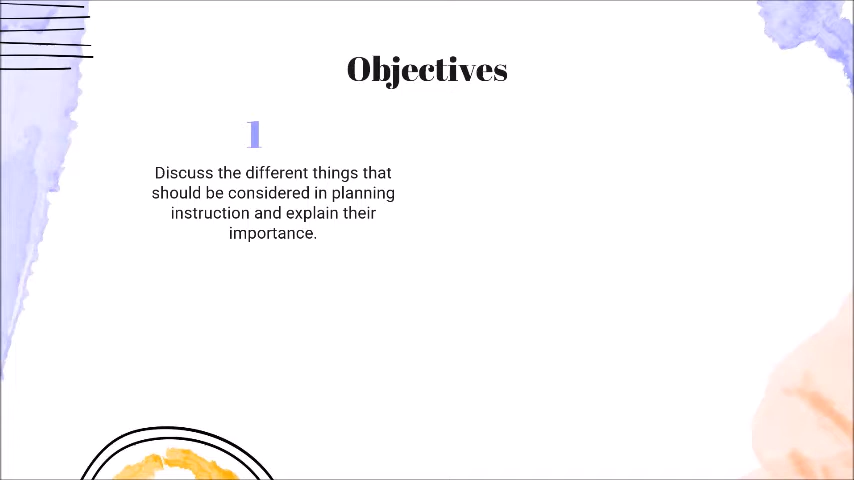 Objectives
1
Discuss the different things that
should be considered in planning
instruction and explain their
importance.